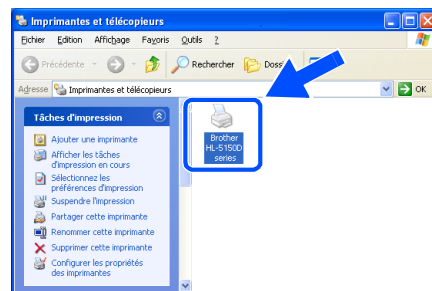 Imprimantes et télécopieurs
Fichier Edition Affichage Favoris Outils ?
Précédente Rechercher
Adresse Imprimantes et télécopieurs OK
Tâches d'impression
Ajouter une imprimante
Afficher les tâches
d'impression en cours
Sélectionnez les
préférences d'impression
Suspendre l'impression
Partager cette imprimante
Renommer cette imprimante
Supprimer cette imprimante
Configurer les propriétés
des imprimantes
Brother
HL-5150D
series